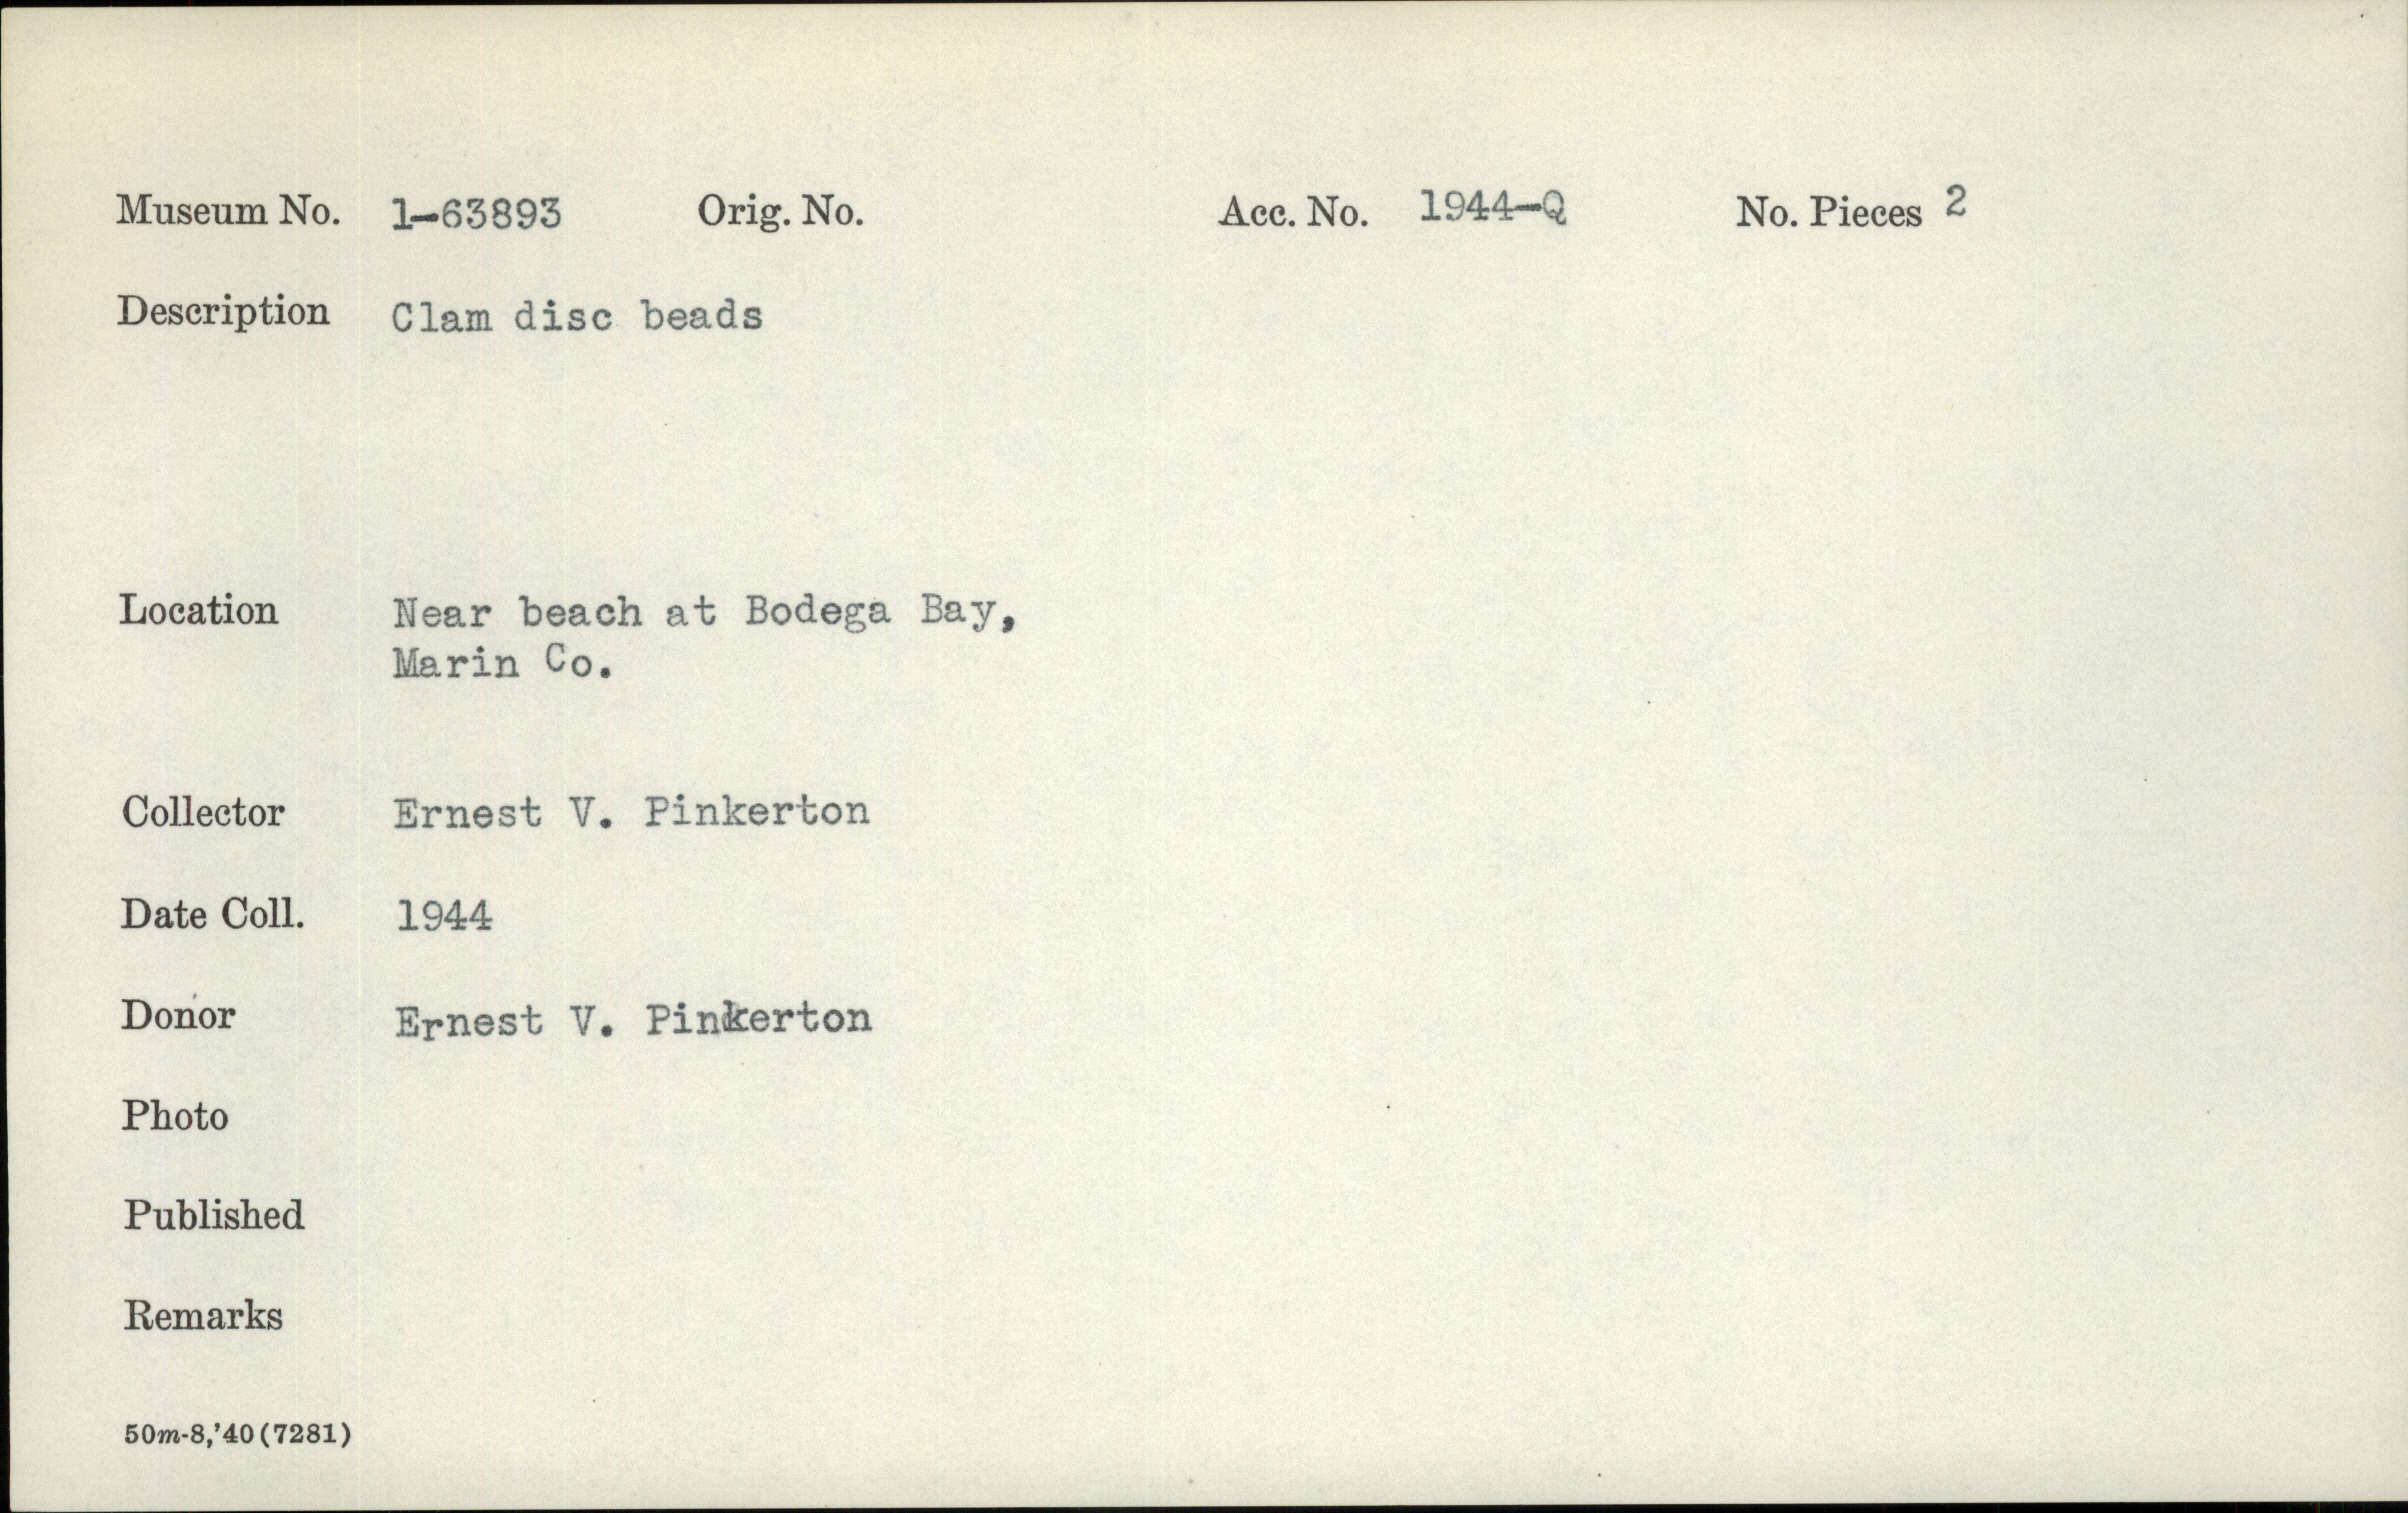 Museum No. 1-63893 Orig. No. Acc. No. 1944-Q No. Pieces 2
Description Clam disc beads
Location Near beach at Bodega Bay,
Marin Co.
Collector Ernest V. Pinkerton
Date Coll. 1944
Donor Ernest V. Pinkerton
Photo
Published
Remarks
50m-8,'40(7281)